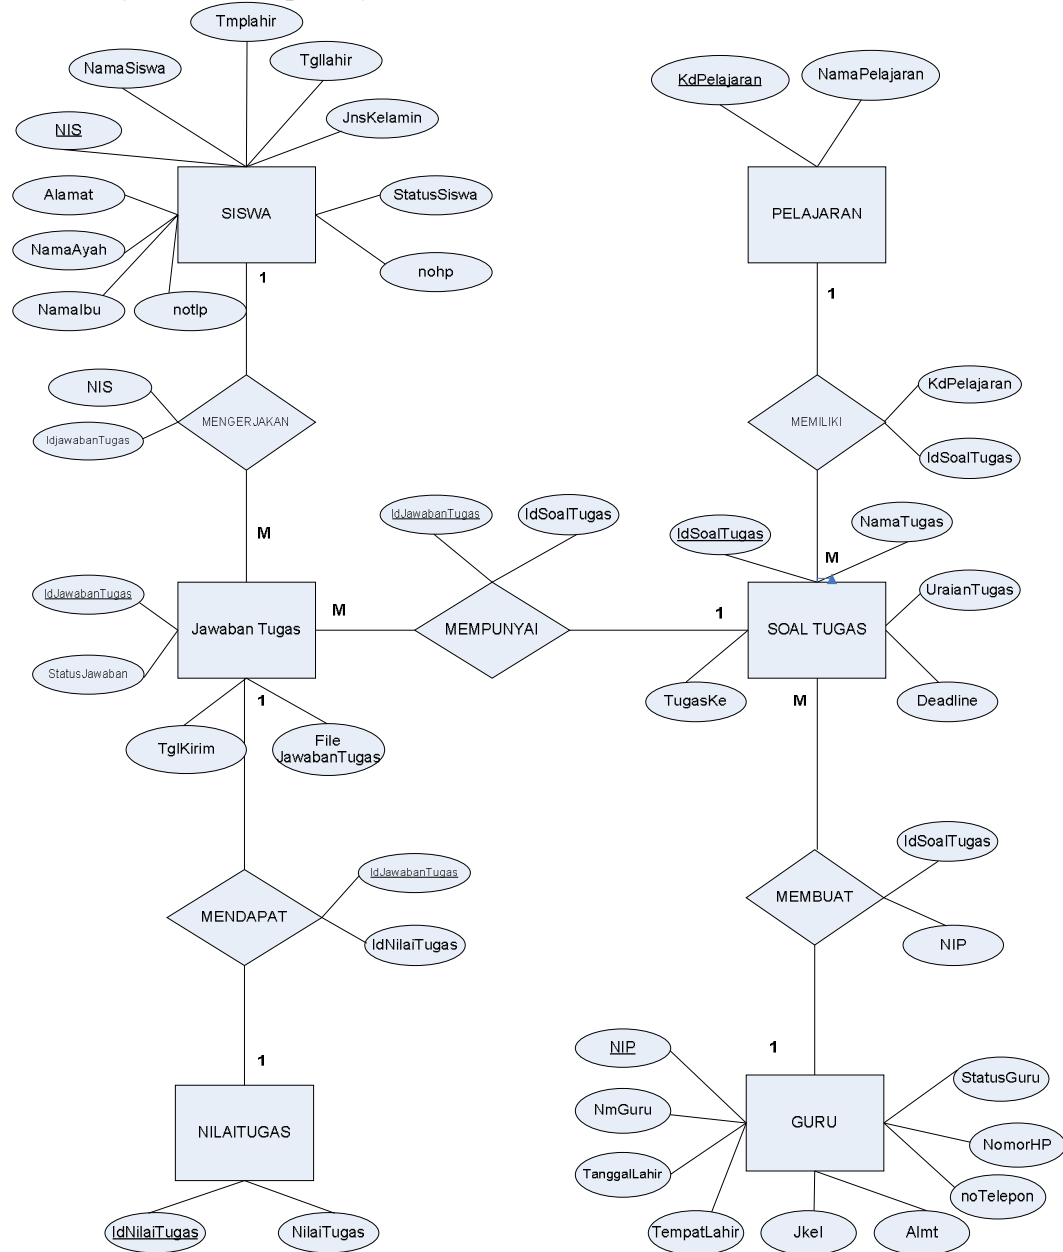 Tmplahir
NamaSiswa
Tgllahir
NIS
JnsKelamin
Alamat
SISWA
StatusSiswa
NamaAyah
nohp
NamaIbu
notlp
1
KdPelajaran
NamaPelajaran
PELAJARAN
1
NIS
MENGERJAKAN
IdjawabanTugas
M
KdPelajaran
MEMILIKI
IdSoalTugas
IdJawabanTugas
IdSoalTugas
IdSoalTugas
NamaTugas
M
IdJawabanTugas
Jawaban Tugas
StatusJawaban
M
MEMPUNYAI
1
SOAL TUGAS
UraianTugas
TugasKe
M
Deadline
1
TglKirim
File
JawabanTugas
IdJawabanTugas
MENDAPAT
IdNilaiTugas
IdSoalTugas
MEMBUAT
NIP
1
NILAITUGAS
IdNilaiTugas
NilaiTugas
1
NIP
StatusGuru
NmGuru
GURU
NomorHP
TanggalLahir
noTelepon
TempatLahir
Jkel
Almt